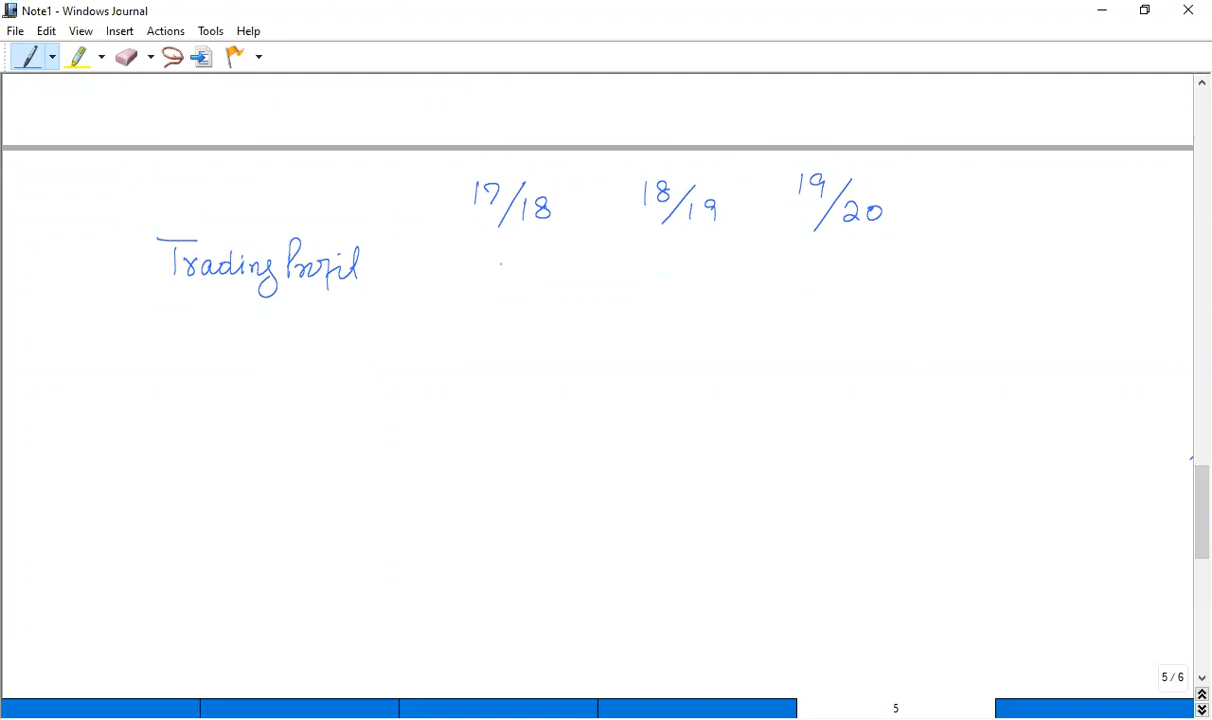 Note1 - Windows Journal
File Edit View Insert Actions Tools Help
17/18 18/19 19/20
Trading Profit
5 / 6
5